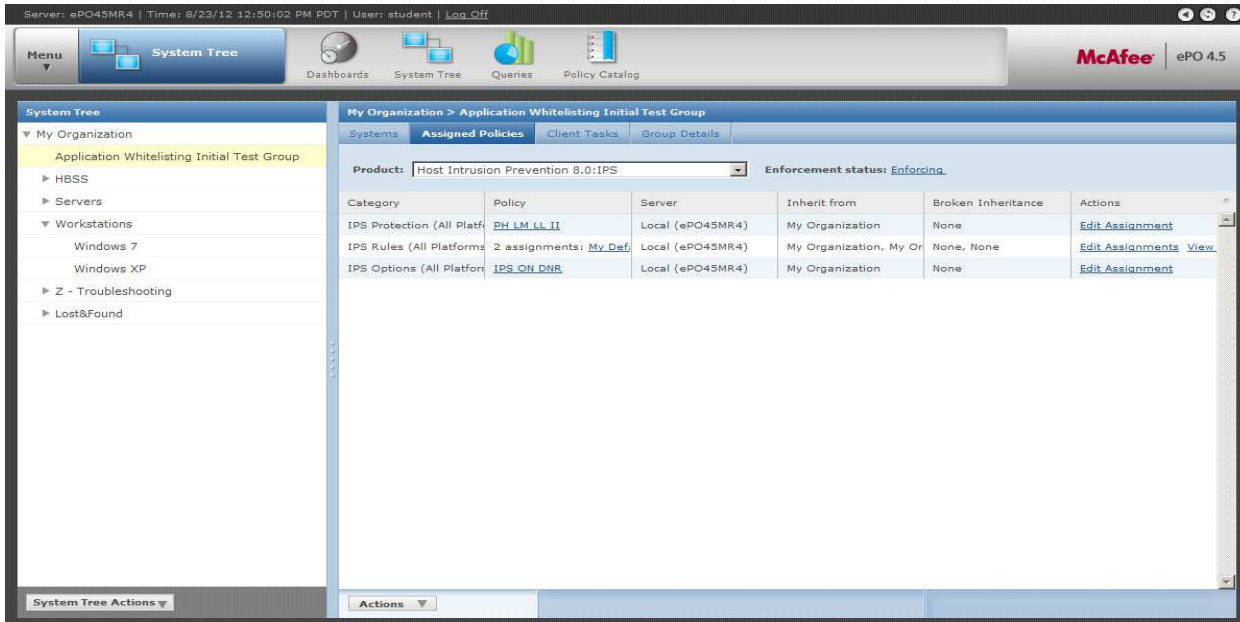 Server: ePO45MR4 | Time: 8/23/12 12:50:02 PM PDT | User: student | Log Off
Menu
System Tree
Dashboards
System Tree
Queries
Policy Catalog
McAfee
ePO 4.5
System Tree
My Organization
Application Whitelisting Initial Test Group
HBSS
Servers
Workstations
Windows 7
Windows XP
Z - Troubleshooting
Lost&Found
System Tree Actions
My Organization > Application Whitelisting Initial Test Group
Systems Assigned Policies Client Tasks Group Details
Product: Host Intrusion Prevention 8.0:IPS Enforcement status: Enforcing
Category Policy Server Inherit from Broken Inheritance Actions
IPS Protection (All Platf PH LM LL II Local (ePO45MR4) My Organization None Edit Assignment
IPS Rules (All Platforms 2 assignments: My Def Local (ePO45MR4) My Organization, My Or None, None Edit Assignments View
IPS Options (All Platfor IPS ON DNR Local (ePO45MR4) My Organization None Edit Assignment
Actions